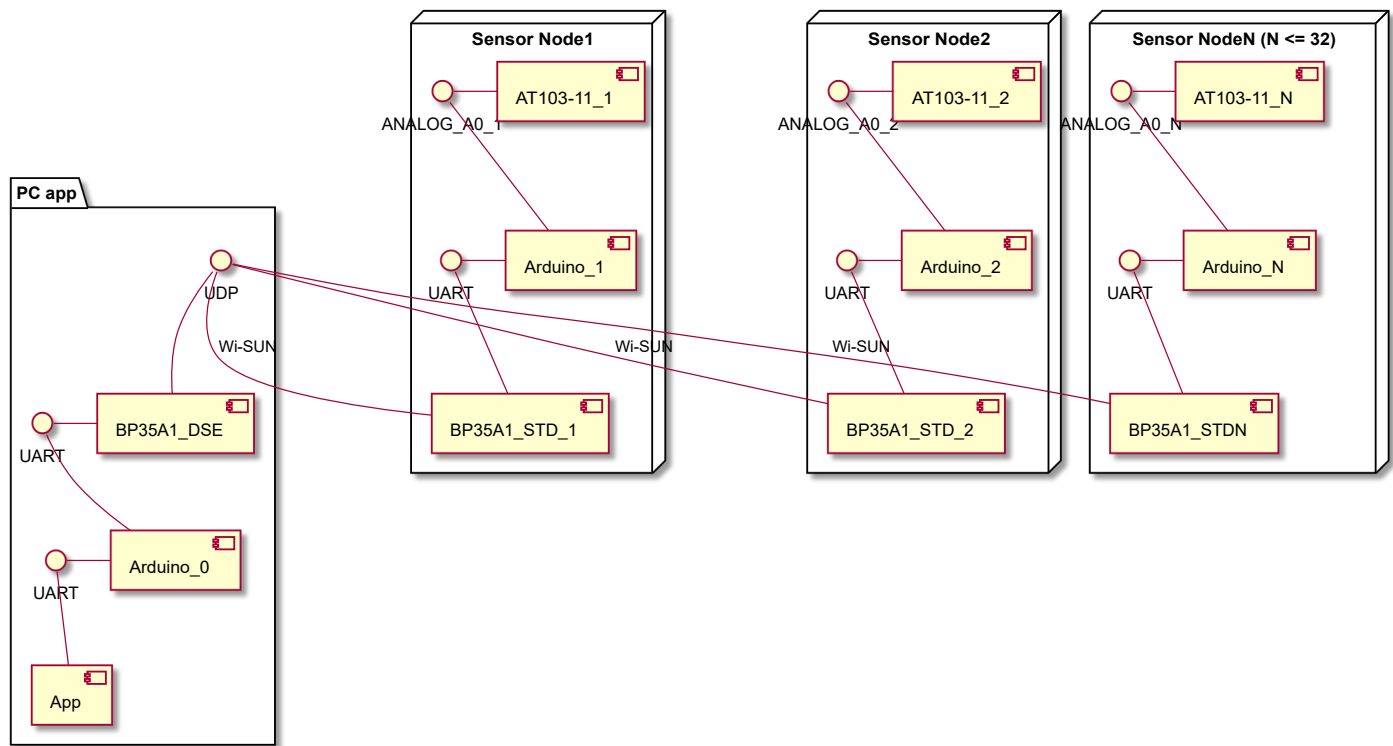 Sensor Node1
Sensor Node2
Sensor NodeN (N <= 32)
AT103-11_1
AT103-11_2
AT103-11_N
ANALOG_A0_1
ANALOG_A0_2
ANALOG_A0_N
PC app
Arduino_1
Arduino_2
Arduino_N
UDP
UART
UART
UART
Wi-SUN
Wi-SUN
Wi-SUN
BP35A1_DSE
BP35A1_STD_1
BP35A1_STD_2
BP35A1_STDN
UART
Arduino_0
UART
App